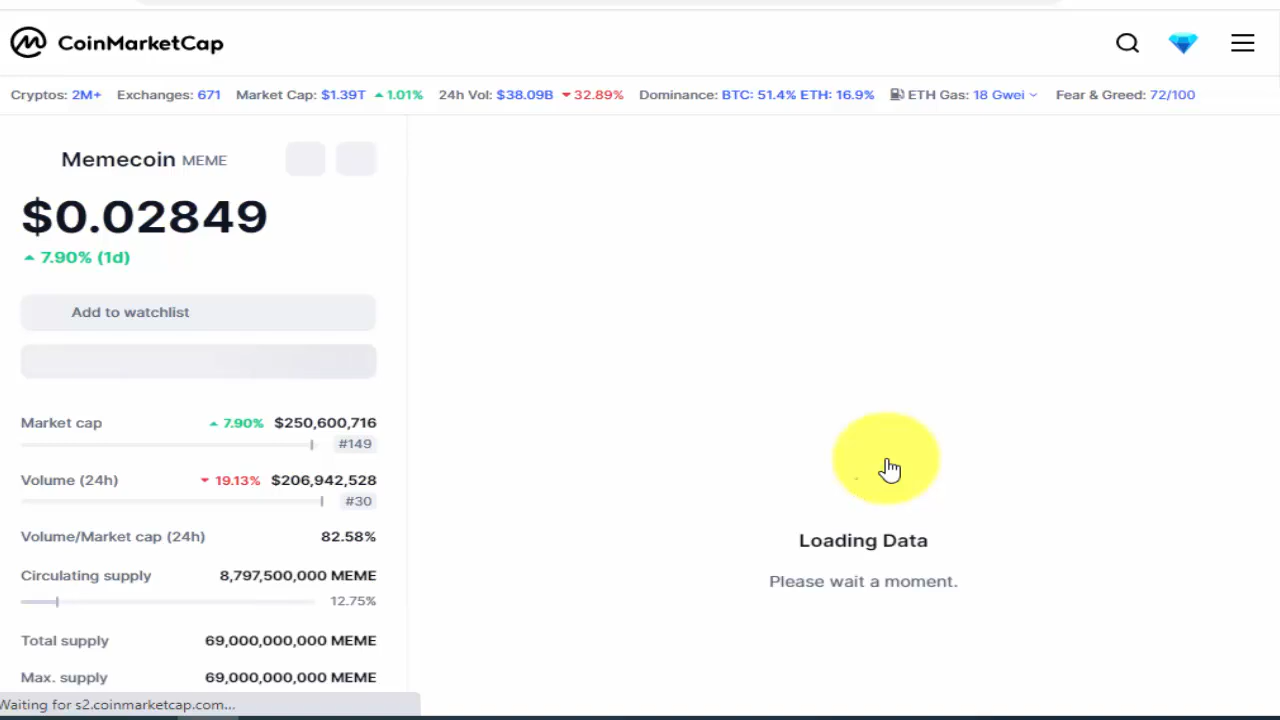 CoinMarketCap
Cryptos: 2M+ Exchanges: 671 Market Cap: $1.39T 1.01% 24h Vol: $38.09B 32.89% Dominance: BTC: 51.4% ETH: 16.9% ETH Gas: 18 Gwei Fear & Greed: 72/100
Memecoin MEME
$0.02849
7.90% (1d)
Add to watchlist
Market cap 7.90% $250,600,716
#149
Volume (24h) 19.13% $206,942,528
#30
Volume/Market cap (24h) 82.58%
Circulating supply 8,797,500,000 MEME
12.75%
Total supply 69,000,000,000 MEME
Max. supply 69,000,000,000 MEME
Loading Data
Please wait a moment.
Waiting for s2.coinmarketcap.com...